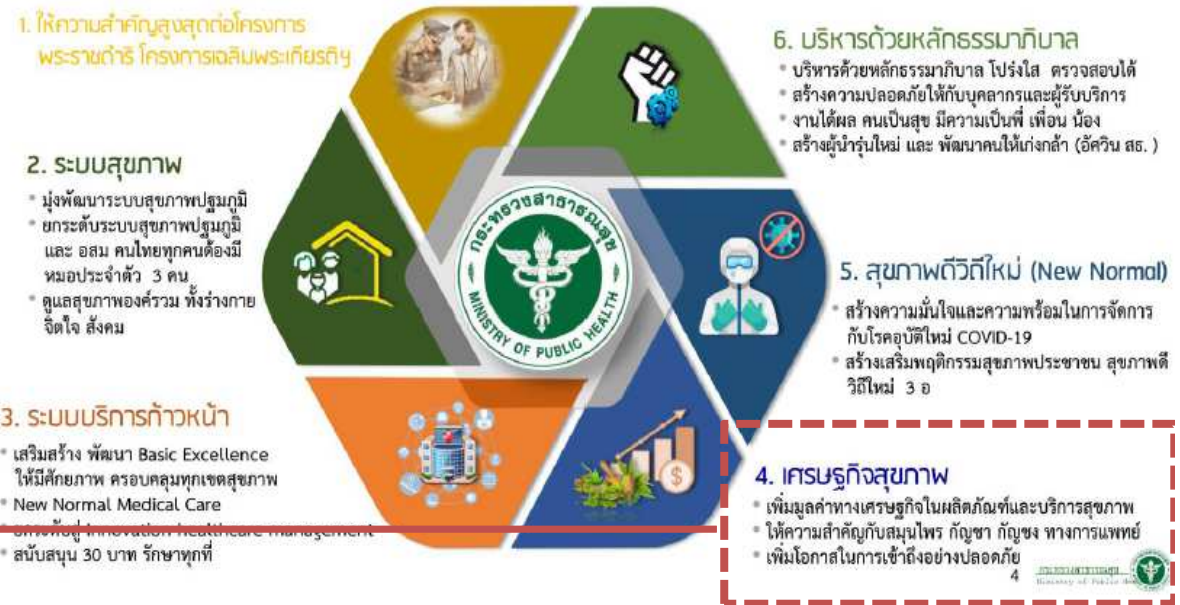 1. ให้ความสำคัญสูงสุดต่อโครงการ
พระราชดำริ โครงการเฉลิมพระเกียรติฯ
2. ระบบสุขภาพ
• มุ่งพัฒนาระบบสุขภาพปฐมภูมิ
• ยกระดับระบบสุขภาพปฐมภูมิ
และ อสม คนไทยทุกคนต้องมี
หมอประจำตัว 3 คน
• ดูแลสุขภาพองค์รวม ทั้งร่างกาย
จิตใจ สังคม
3. ระบบบริการก้าวหน้า
• เสริมสร้าง พัฒนา Basic Excellence
ให้มีศักยภาพ ครอบคลุมทุกเขตสุขภาพ
• New Normal Medical Care
• ยกระดับสู่ Innovation Healthcare Management
• สนับสนุน 30 บาท รักษาทุกที่
กระทรวงสาธารณสุข
MINISTRY OF PUBLIC HEALTH
6. บริหารด้วยหลักธรรมาภิบาล
• บริหารด้วยหลักธรรมาภิบาล โปร่งใส ตรวจสอบได้
• สร้างความปลอดภัยให้กับบุคลากรและผู้รับบริการ
• งานได้ผล คนเป็นสุข มีความเป็นพี่ เพื่อน น้อง
• สร้างผู้นำรุ่นใหม่ และ พัฒนาคนให้เก่งกล้า (อัศวิน สธ. )
5. สุขภาพดีวิถีใหม่ (New Normal)
• สร้างความมั่นใจและความพร้อมในการจัดการ
กับโรคอุบัติใหม่ COVID-19
• สร้างเสริมพฤติกรรมสุขภาพประชาชน สุขภาพดี
วิถีใหม่ 3 อ
4. เศรษฐกิจสุขภาพ
• เพิ่มมูลค่าทางเศรษฐกิจในผลิตภัณฑ์และบริการสุขภาพ
• ให้ความสำคัญกับสมุนไพร กัญชา กัญชง ทางการแพทย์
• เพิ่มโอกาสในการเข้าถึงอย่างปลอดภัย
4
กระทรวงสาธารณสุข
Ministry of Public